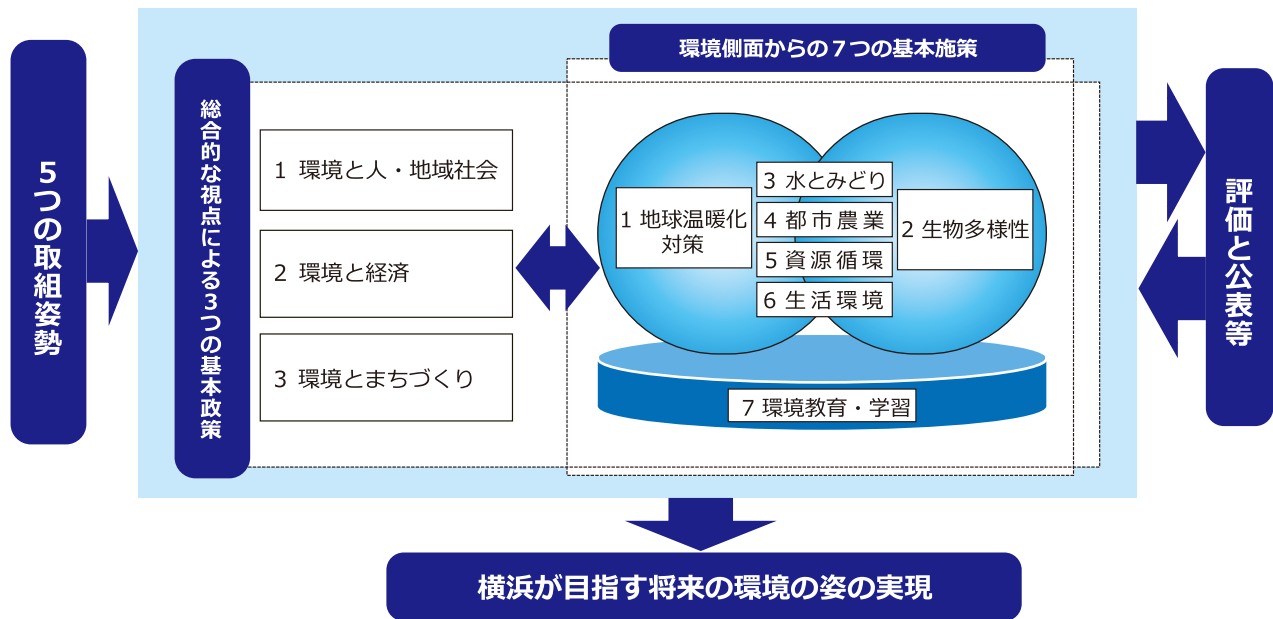 5つの取組姿勢
総合的な視点による3つの基本政策
1 環境と人・地域社会
2 環境と経済
3 環境とまちづくり
環境側面からの7つの基本施策
1 地球温暖化
対策
2 生物多様性
3 水とみどり
4 都市農業
5 資源循環
6 生活環境
7 環境教育・学習
評価と公表等
横浜が目指す将来の環境の姿の実現